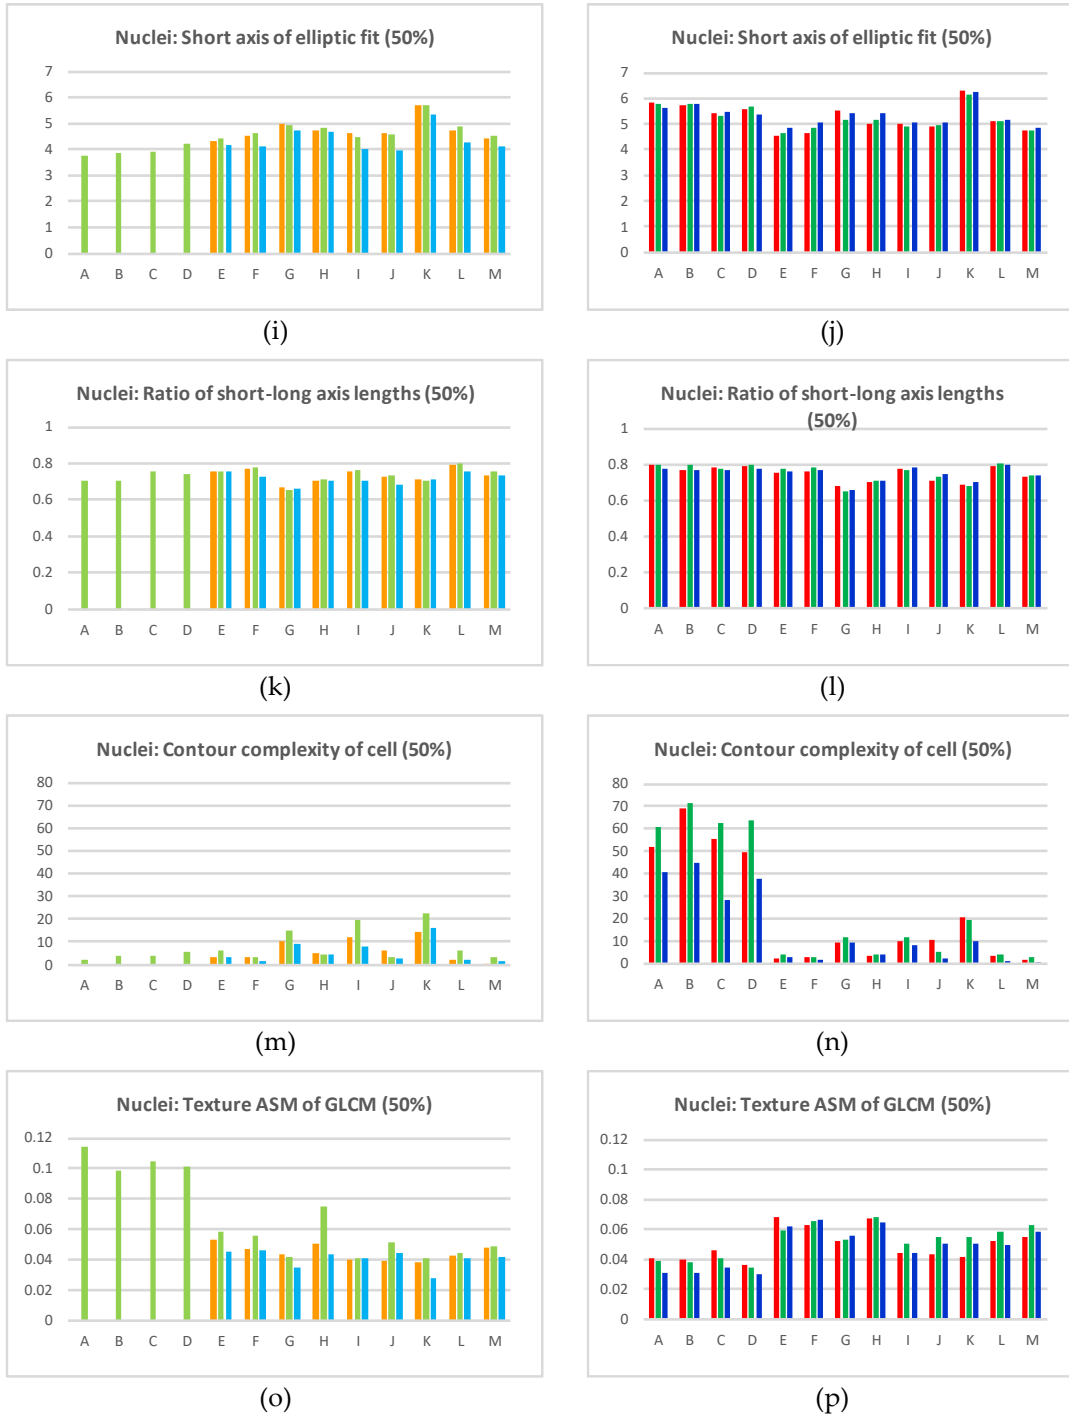 Nuclei: Short axis of elliptic fit (50%)
7
6
5
4
3
2
1
0
A B C D E F G H I J K L M
(i)
Nuclei: Short axis of elliptic fit (50%)
7
6
5
4
3
2
1
0
A B C D E F G H I J K L M
(j)
Nuclei: Ratio of short-long axis lengths (50%)
1
0.8
0.6
0.4
0.2
0
A B C D E F G H I J K L M
(k)
Nuclei: Ratio of short-long axis lengths
(50%)
1
0.8
0.6
0.4
0.2
0
A B C D E F G H I J K L M
(l)
Nuclei: Contour complexity of cell (50%)
80
70
60
50
40
30
20
10
0
A B C D E F G H I J K L M
(m)
Nuclei: Contour complexity of cell (50%)
80
70
60
50
40
30
20
10
0
A B C D E F G H I J K L M
(n)
Nuclei: Texture ASM of GLCM (50%)
0.12
0.1
0.08
0.06
0.04
0.02
0
A B C D E F G H I J K L M
(o)
Nuclei: Texture ASM of GLCM (50%)
0.12
0.1
0.08
0.06
0.04
0.02
0
A B C D E F G H I J K L M
(p)